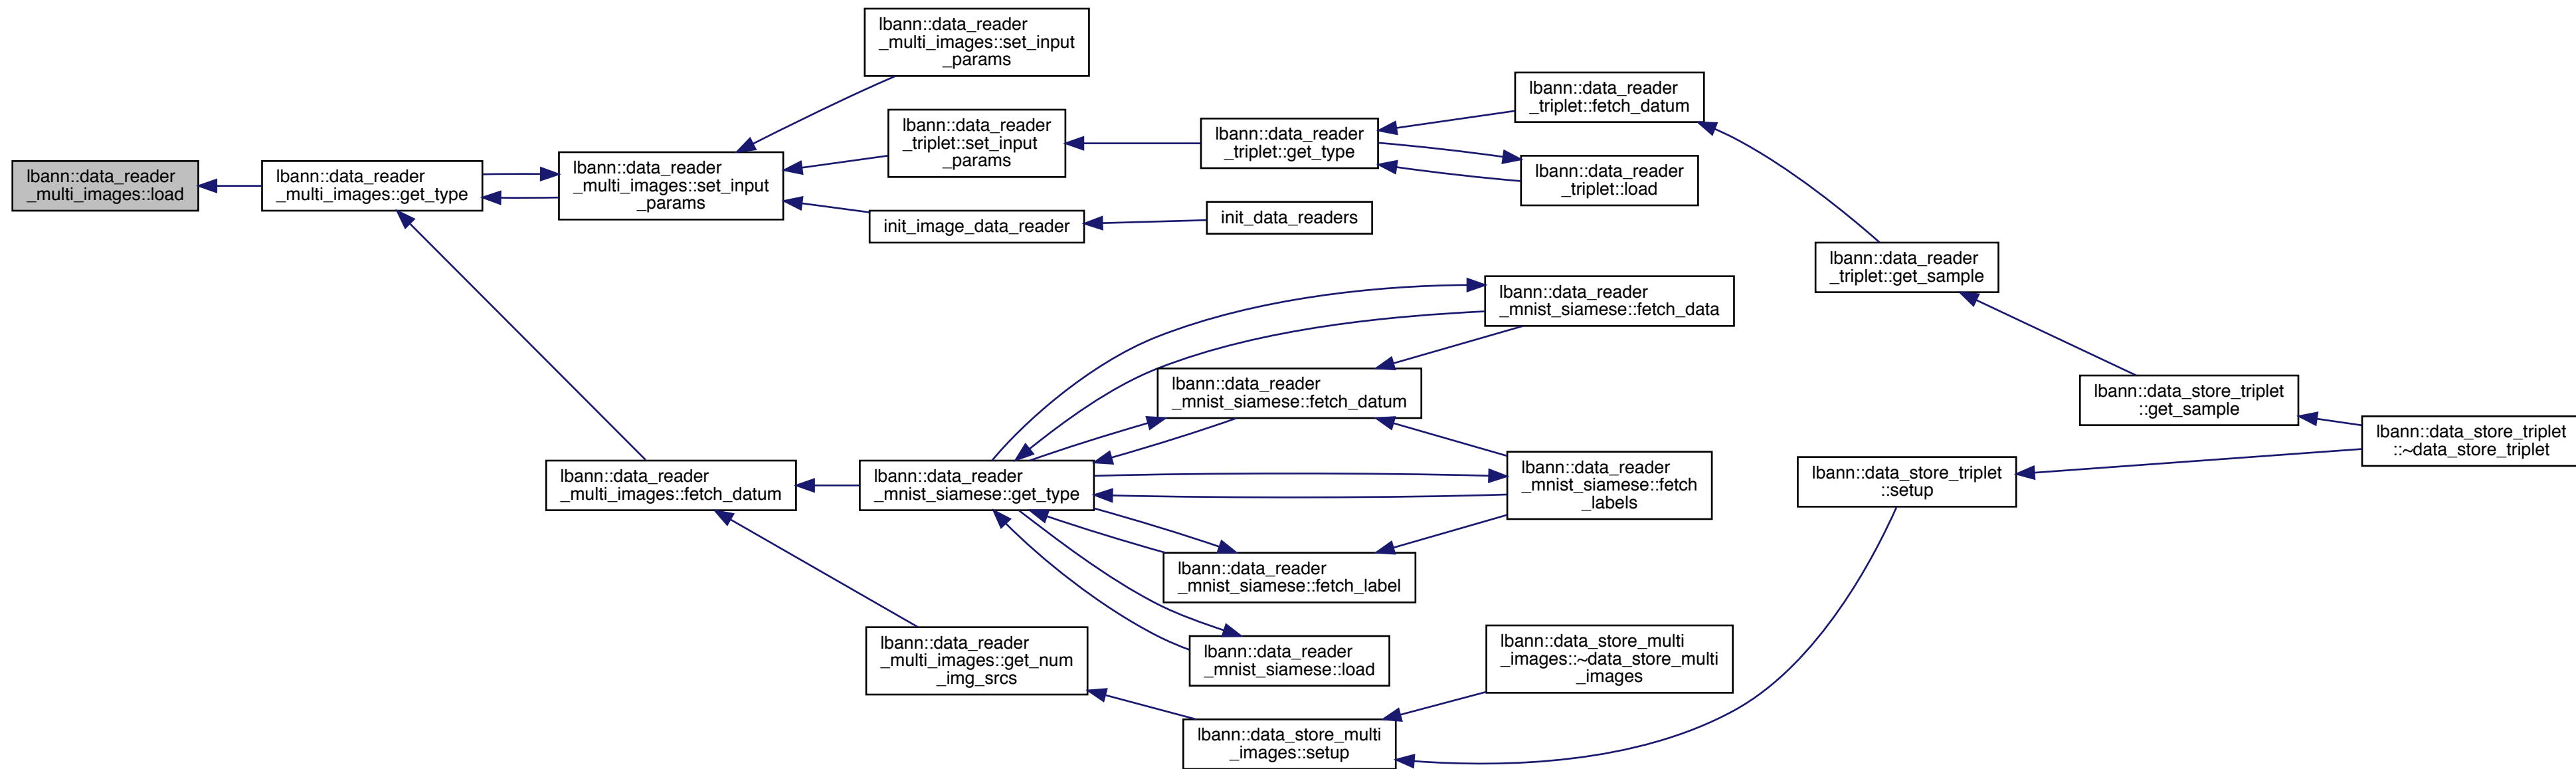 lbann::data_reader
_multi_images::load
lbann::data_reader
_multi_images::get_type
lbann::data_reader
_multi_images::set_input
_params
lbann::data_reader
_multi_images::set_input
_params
lbann::data_reader
_triplet::set_input
_params
init_image_data_reader
lbann::data_reader
_triplet::get_type
init_data_readers
lbann::data_reader
_triplet::fetch_datum
lbann::data_reader
_triplet::load
lbann::data_reader
_triplet::get_sample
lbann::data_store_triplet
::get_sample
lbann::data_store_triplet
::~data_store_triplet
lbann::data_store_triplet
::setup
lbann::data_reader
_multi_images::fetch_datum
lbann::data_reader
_mnist_siamese::get_type
lbann::data_reader
_mnist_siamese::fetch_data
lbann::data_reader
_mnist_siamese::fetch_datum
lbann::data_reader
_mnist_siamese::fetch
_labels
lbann::data_reader
_mnist_siamese::fetch_label
lbann::data_reader
_mnist_siamese::load
lbann::data_reader
_multi_images::get_num
_img_srcs
lbann::data_store_multi
_images::~data_store_multi
_images
lbann::data_store_multi
_images::setup